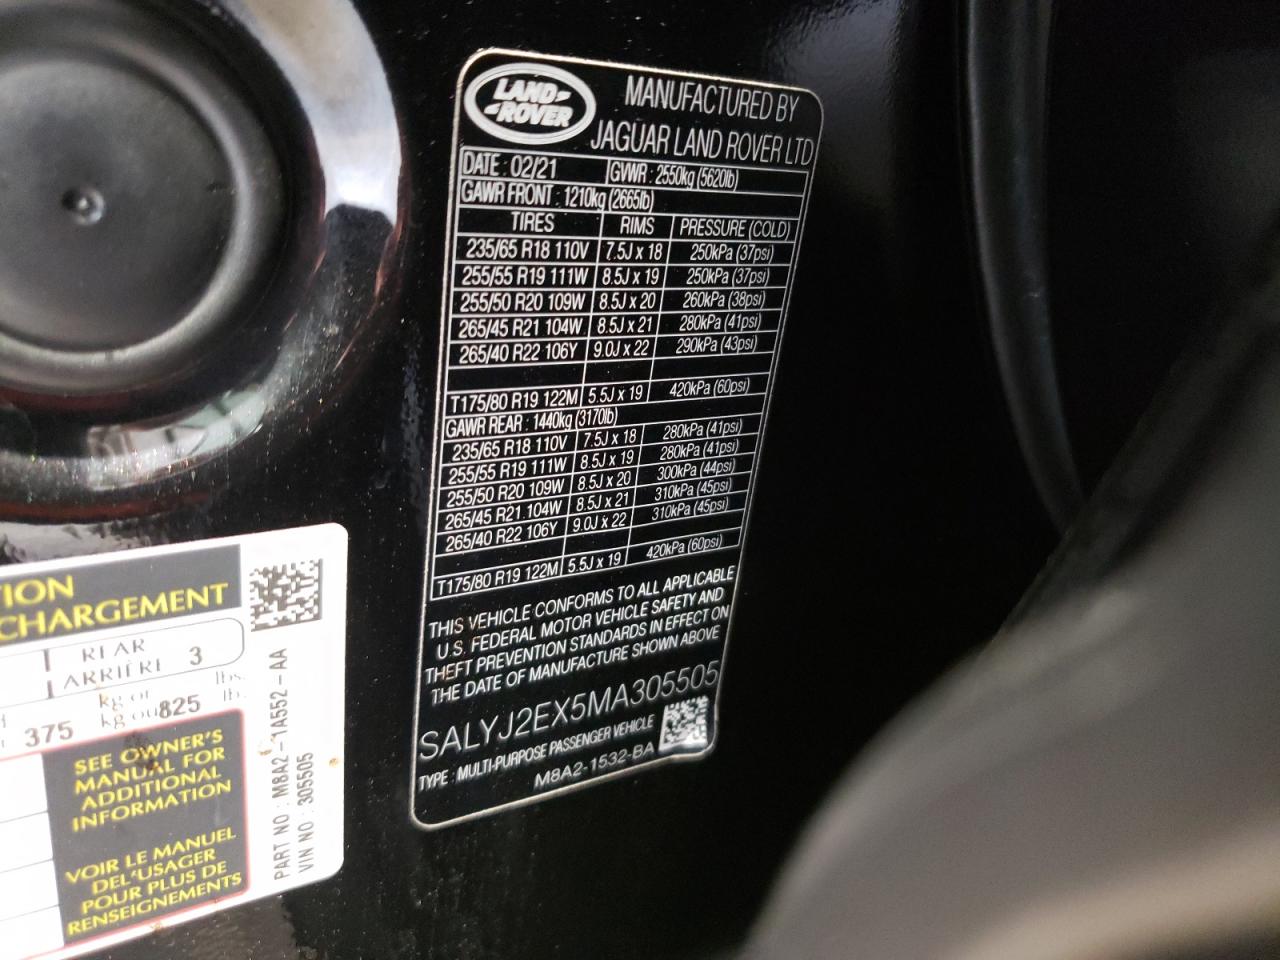 LAND
ROVER
MANUFACTURED BY
JAGUAR LAND ROVER LTD
DATE : 02/21 GVWR : 2550kg (5620lb)
GAWR FRONT : 1210kg (2665lb)
TIRES RIMS PRESSURE (COLD)
235/65 R18 110V 7.5J x 18 250kPa (37psi)
255/55 R19 111W 8.5J x 19 250kPa (37psi)
255/50 R20 109W 8.5J x 20 260kPa (38psi)
265/45 R21 104W 8.5J x 21 280kPa (41psi)
265/40 R22 106Y 9.0J x 22 290kPa (43psi)
T175/80 R19 122M 5.5J x 19 420kPa (60psi)
GAWR REAR : 1440kg (3170lb)
235/65 R18 110V 7.5J x 18 280kPa (41psi)
255/55 R19 111W 8.5J x 19 280kPa (41psi)
255/50 R20 109W 8.5J x 20 300kPa (44psi)
265/45 R21 104W 8.5J x 21 310kPa (45psi)
265/40 R22 106Y 9.0J x 22 310kPa (45psi)
T175/80 R19 122M 5.5J x 19 420kPa (60psi)
THIS VEHICLE CONFORMS TO ALL APPLICABLE
U.S. FEDERAL MOTOR VEHICLE SAFETY AND
THEFT PREVENTION STANDARDS IN EFFECT ON
THE DATE OF MANUFACTURE SHOWN ABOVE
SALYJ2EX5MA305505
TYPE : MULTI-PURPOSE PASSENGER VEHICLE
M8A2-1532-BA
TION
CHARGEMENT
REAR
ARRIÈRE 3
375 kg or 825 lbs.
kg ou lb.
SEE OWNER'S
MANUAL FOR
ADDITIONAL
INFORMATION
VOIR LE MANUEL
DEL'USAGER
POUR PLUS DE
RENSEIGNEMENTS
PART NO : M8A2-1A552-AA
VIN NO : 305505